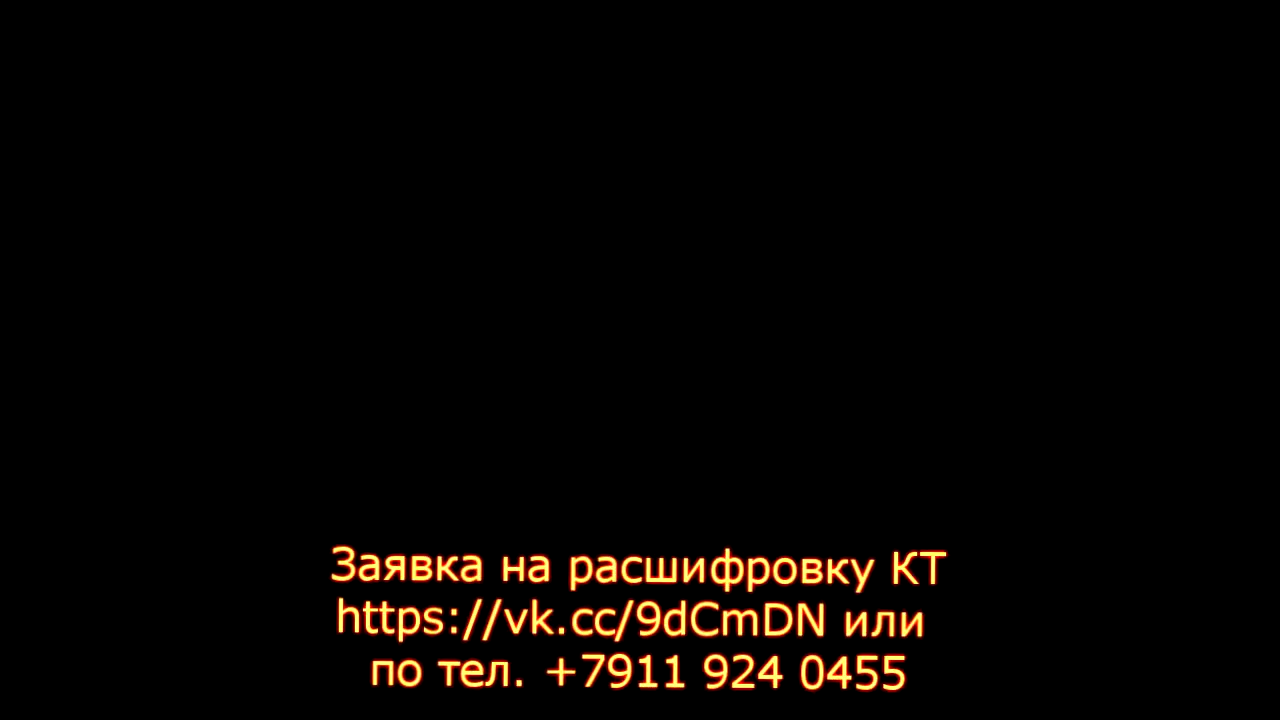 Заявка на расшифровку КТ
https://vk.cc/9dCmDN или
по тел. +7911 924 0455